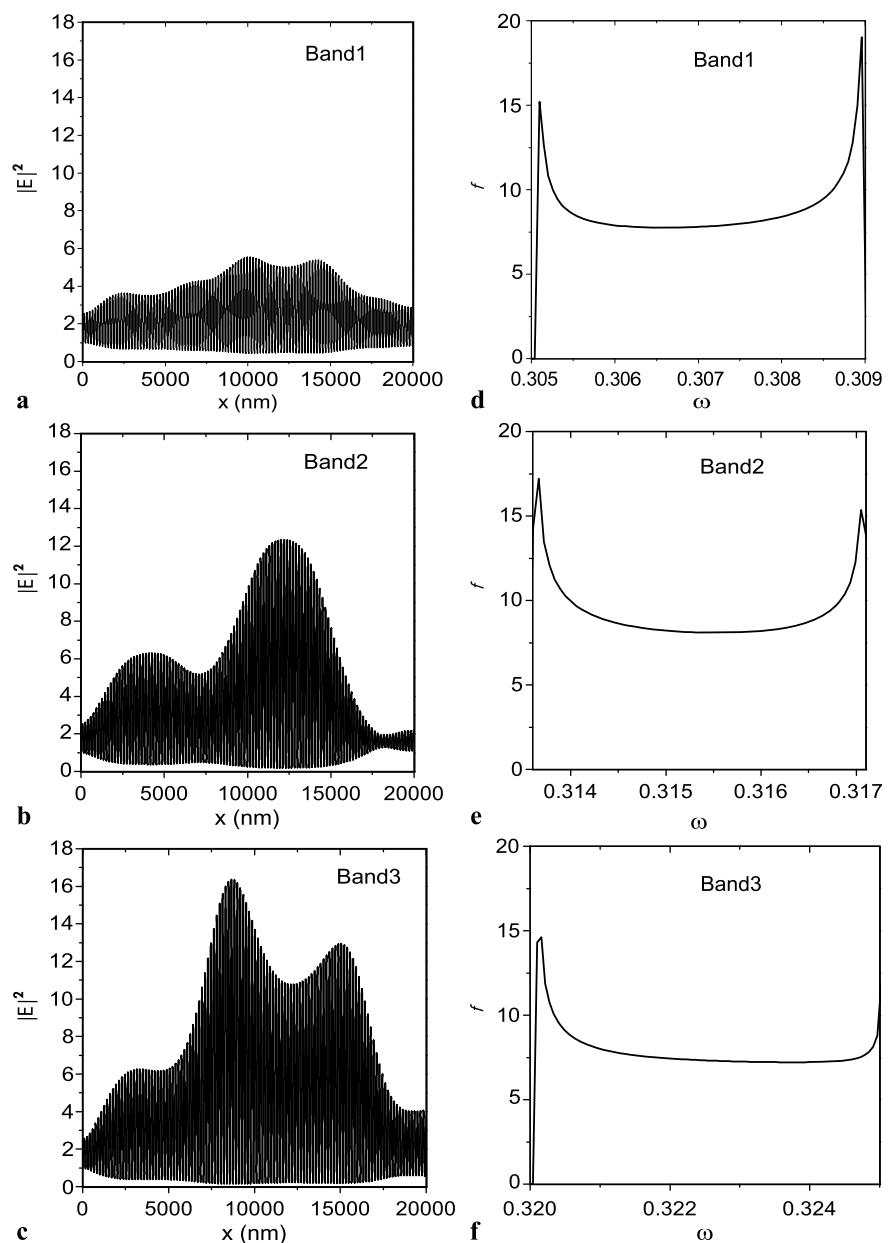 18
16
14
12
10
8
6
4
2
0
|E|²
Band1
0 5000 10000 15000 20000
x (nm)
a
20
15
10
5
0
f
Band1
0.305 0.306 0.307 0.308 0.309
ω
d
18
16
14
12
10
8
6
4
2
0
|E|²
Band2
0 5000 10000 15000 20000
x (nm)
b
20
15
10
5
0
f
Band2
0.314 0.315 0.316 0.317
ω
e
18
16
14
12
10
8
6
4
2
0
|E|²
Band3
0 5000 10000 15000 20000
x (nm)
c
20
15
10
5
0
f
Band3
0.320 0.322 0.324
ω
f